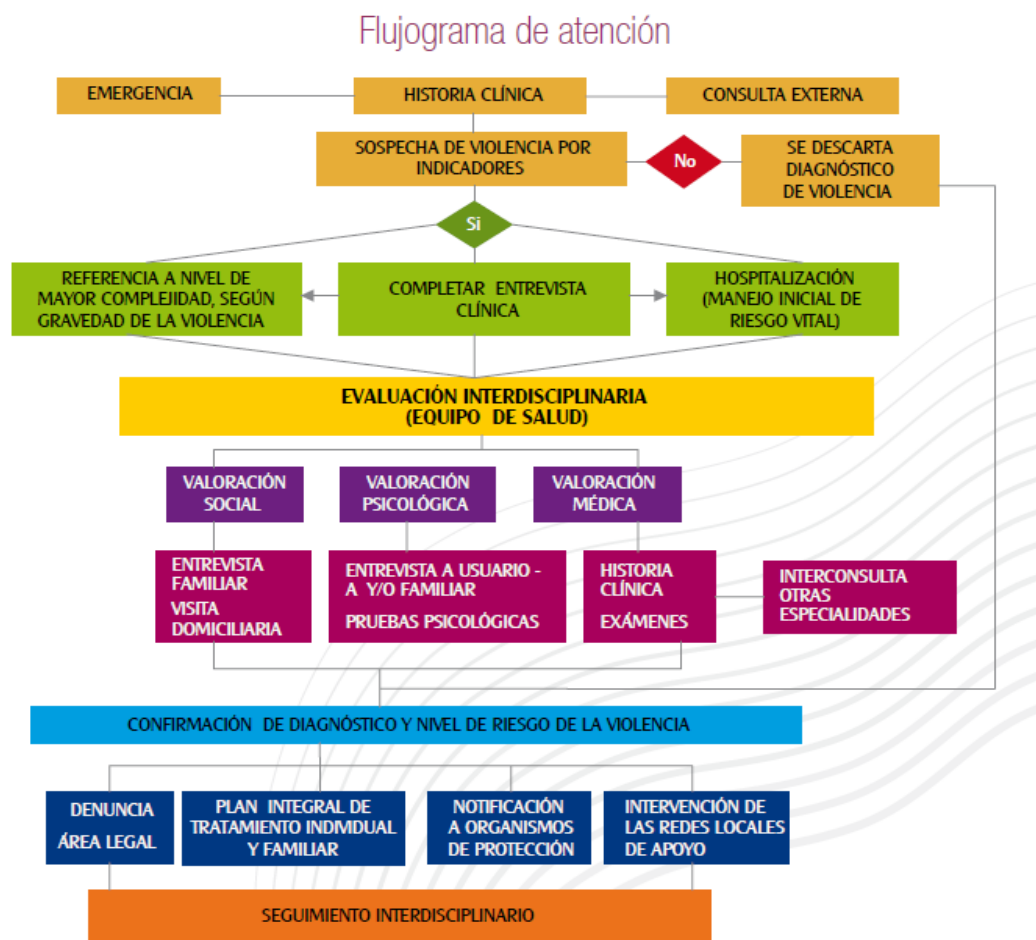 Flujograma de atención
EMERGENCIA
HISTORIA CLÍNICA
CONSULTA EXTERNA
SOSPECHA DE VIOLENCIA POR
INDICADORES
No
SE DESCARTA
DIAGNÓSTICO
DE VIOLENCIA
Si
REFERENCIA A NIVEL DE
MAYOR COMPLEJIDAD, SEGÚN
GRAVEDAD DE LA VIOLENCIA
COMPLETAR ENTREVISTA
CLÍNICA
HOSPITALIZACIÓN
(MANEJO INICIAL DE
RIESGO VITAL)
EVALUACIÓN INTERDISCIPLINARIA
(EQUIPO DE SALUD)
VALORACIÓN
SOCIAL
VALORACIÓN
PSICOLÓGICA
VALORACIÓN
MÉDICA
ENTREVISTA
FAMILIAR
VISITA
DOMICILIARIA
ENTREVISTA A USUARIO -
A Y/O FAMILIAR
PRUEBAS PSICOLÓGICAS
HISTORIA
CLÍNICA
EXÁMENES
INTERCONSULTA
OTRAS
ESPECIALIDADES
CONFIRMACIÓN DE DIAGNÓSTICO Y NIVEL DE RIESGO DE LA VIOLENCIA
DENUNCIA
ÁREA LEGAL
PLAN INTEGRAL DE
TRATAMIENTO INDIVIDUAL
Y FAMILIAR
NOTIFICACIÓN
A ORGANISMOS
DE PROTECCIÓN
INTERVENCIÓN DE
LAS REDES LOCALES
DE APOYO
SEGUIMIENTO INTERDISCIPLINARIO